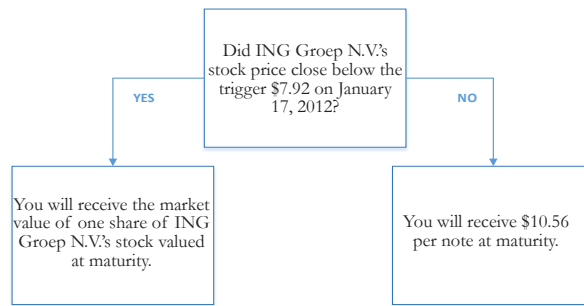 Did ING Groep N.V.'s
stock price close below the
trigger $7.92 on January
17, 2012?
YES
NO
You will receive the market
value of one share of ING
Groep N.V.'s stock valued
at maturity.
You will receive $10.56
per note at maturity.